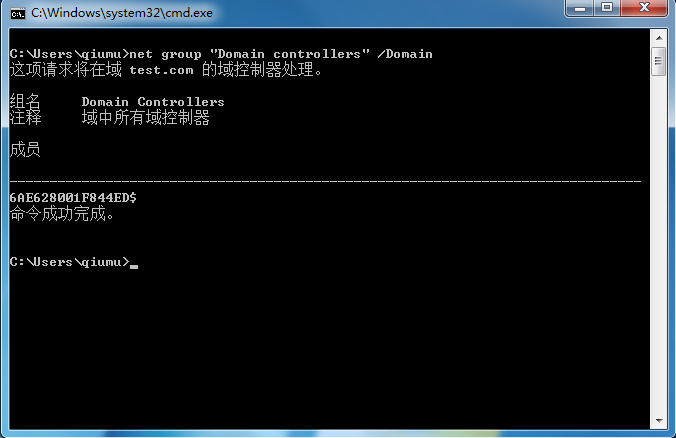 C:\Windows\system32\cmd.exe
C:\Users\qiumu>net group "Domain controllers" /Domain
这项请求将在域 test.com 的域控制器处理。
组名     Domain Controllers
注释     域中所有域控制器
成员
-------------------------------------------------------------------------------
6AE628001F844ED$
命令成功完成。
C:\Users\qiumu>